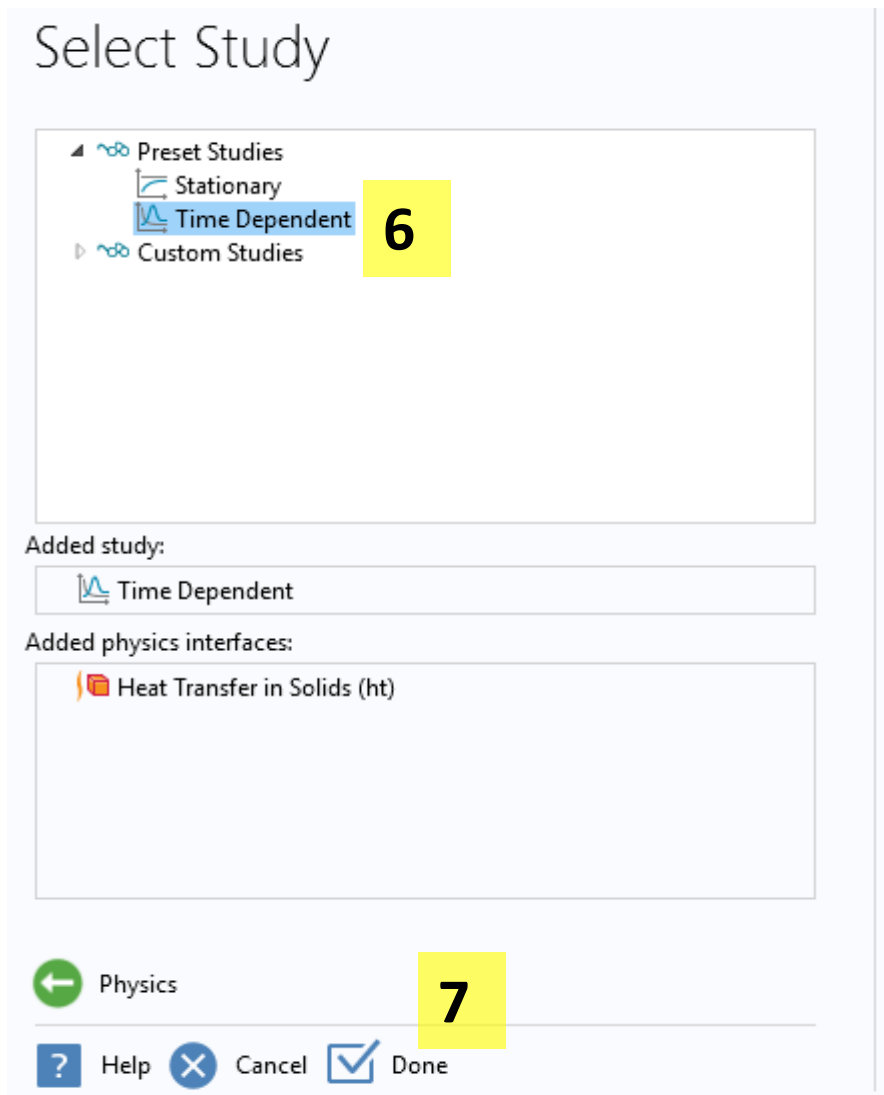 Select Study
Preset Studies
Stationary
Time Dependent
6
Custom Studies
Added study:
Time Dependent
Added physics interfaces:
Heat Transfer in Solids (ht)
Physics
7
? Help Cancel Done